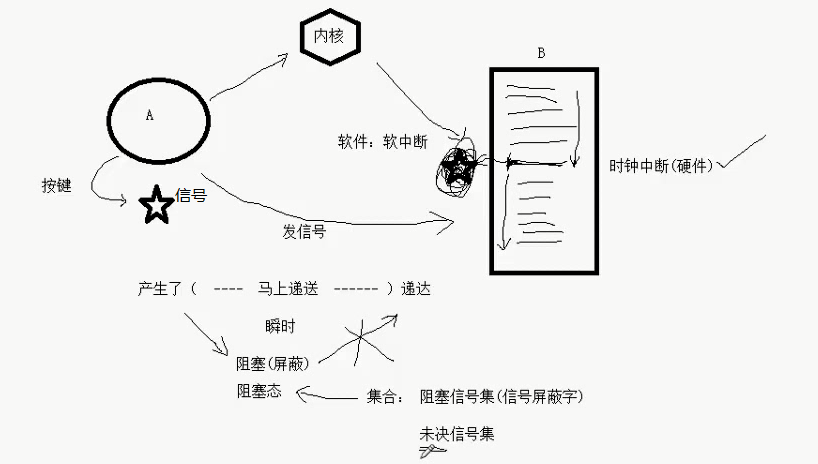 内核
B
A
软件：软中断
时钟中断(硬件)
按键
信号
发信号
产生了（ ---- 马上递送 ------ ）递达
瞬时
阻塞(屏蔽)
阻塞态
集合： 阻塞信号集(信号屏蔽字)
未决信号集